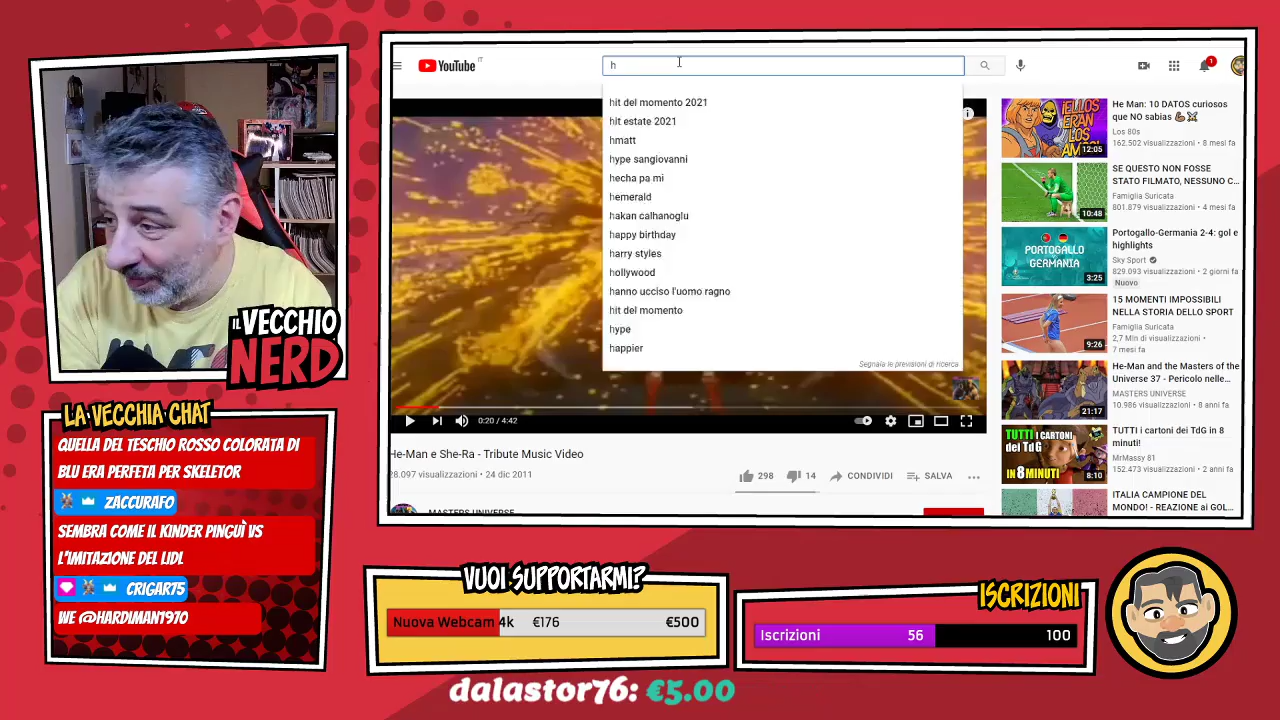 IL VECCHIO
NERD
LA VECCHIA CHAT
QUELLA DEL TESCHIO ROSSO COLORATA DI
BLU ERA PERFETA PER SKELETOR
ZACCURAFO
SEMBRA COME IL KINDER PINGUÌ VS
L'IMITAZIONE DEL LIDL
CRIGAR75
WE @HARDIMAN1970
YouTube IT
h
1
hit del momento 2021
hit estate 2021
hmatt
hype sangiovanni
hecha pa mi
hemerald
hakan calhanoglu
happy birthday
harry styles
hollywood
hanno ucciso l'uomo ragno
hit del momento
hype
happier
Segnala le previsioni di ricerca
0:20 / 4:42
He-Man e She-Ra - Tribute Music Video
28.097 visualizzazioni • 24 dic 2011
298
14
CONDIVIDI
SALVA
MASTERS UNIVERSE
¡ELLOS ERAN LOS AMOS!
12:05
He Man: 10 DATOS curiosos
que NO sabias
Los 80s
162.502 visualizzazioni • 8 mesi fa
10:48
SE QUESTO NON FOSSE
STATO FILMATO, NESSUNO C...
Famiglia Suricata
801.879 visualizzazioni • 4 mesi fa
PORTOGALLO
GERMANIA
3:25
Portogallo-Germania 2-4: gol e
highlights
Sky Sport
829.093 visualizzazioni • 2 giorni fa
Nuovo
9:26
15 MOMENTI IMPOSSIBILI
NELLA STORIA DELLO SPORT
Famiglia Suricata
2,7 Mln di visualizzazioni •
7 mesi fa
21:17
He-Man and the Masters of the
Universe 37 - Pericolo nelle...
MASTERS UNIVERSE
10.986 visualizzazioni • 8 anni fa
TUTTI
i CARTONI
del TdG
in 8 MINUTI
8:10
TUTTI i cartoni dei TdG in 8
minuti!
MrMassy 81
152.473 visualizzazioni • 2 anni fa
ITALIA CAMPIONE DEL
MONDO! - REAZIONE ai GOL...
VUOI SUPPORTARMI?
Nuova Webcam 4k €176 €500
ISCRIZIONI
Iscrizioni 56 100
dalastor76: €5.00